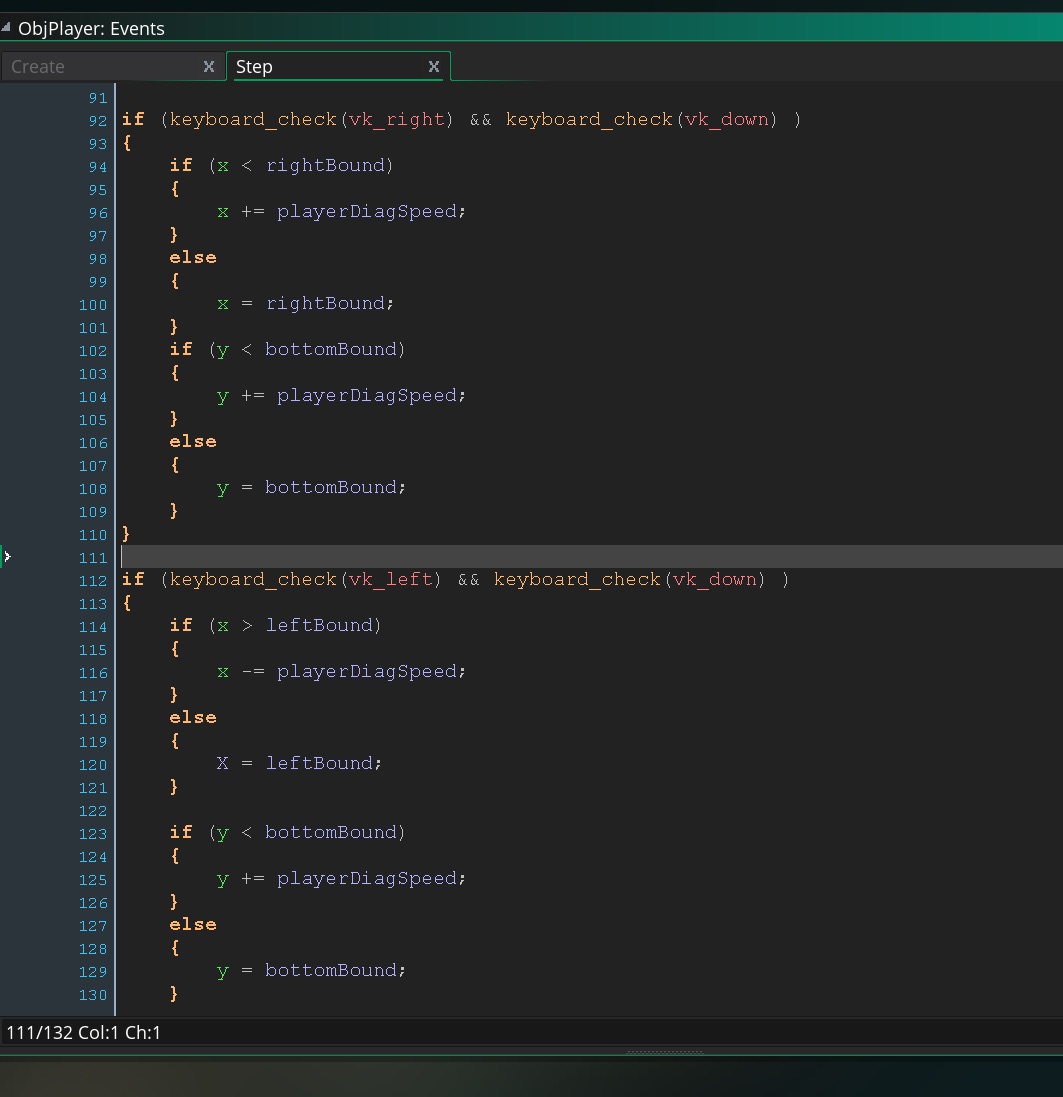 ObjPlayer: Events
Create X Step X
91
92 if (keyboard_check(vk_right) && keyboard_check(vk_down) )
93 {
94 if (x < rightBound)
95 {
96 x += playerDiagSpeed;
97 }
98 else
99 {
100 x = rightBound;
101 }
102 if (y < bottomBound)
103 {
104 y += playerDiagSpeed;
105 }
106 else
107 {
108 y = bottomBound;
109 }
110 }
111
112 if (keyboard_check(vk_left) && keyboard_check(vk_down) )
113 {
114 if (x > leftBound)
115 {
116 x -= playerDiagSpeed;
117 }
118 else
119 {
120 X = leftBound;
121 }
122
123 if (y < bottomBound)
124 {
125 y += playerDiagSpeed;
126 }
127 else
128 {
129 y = bottomBound;
130 }
111/132 Col:1 Ch:1